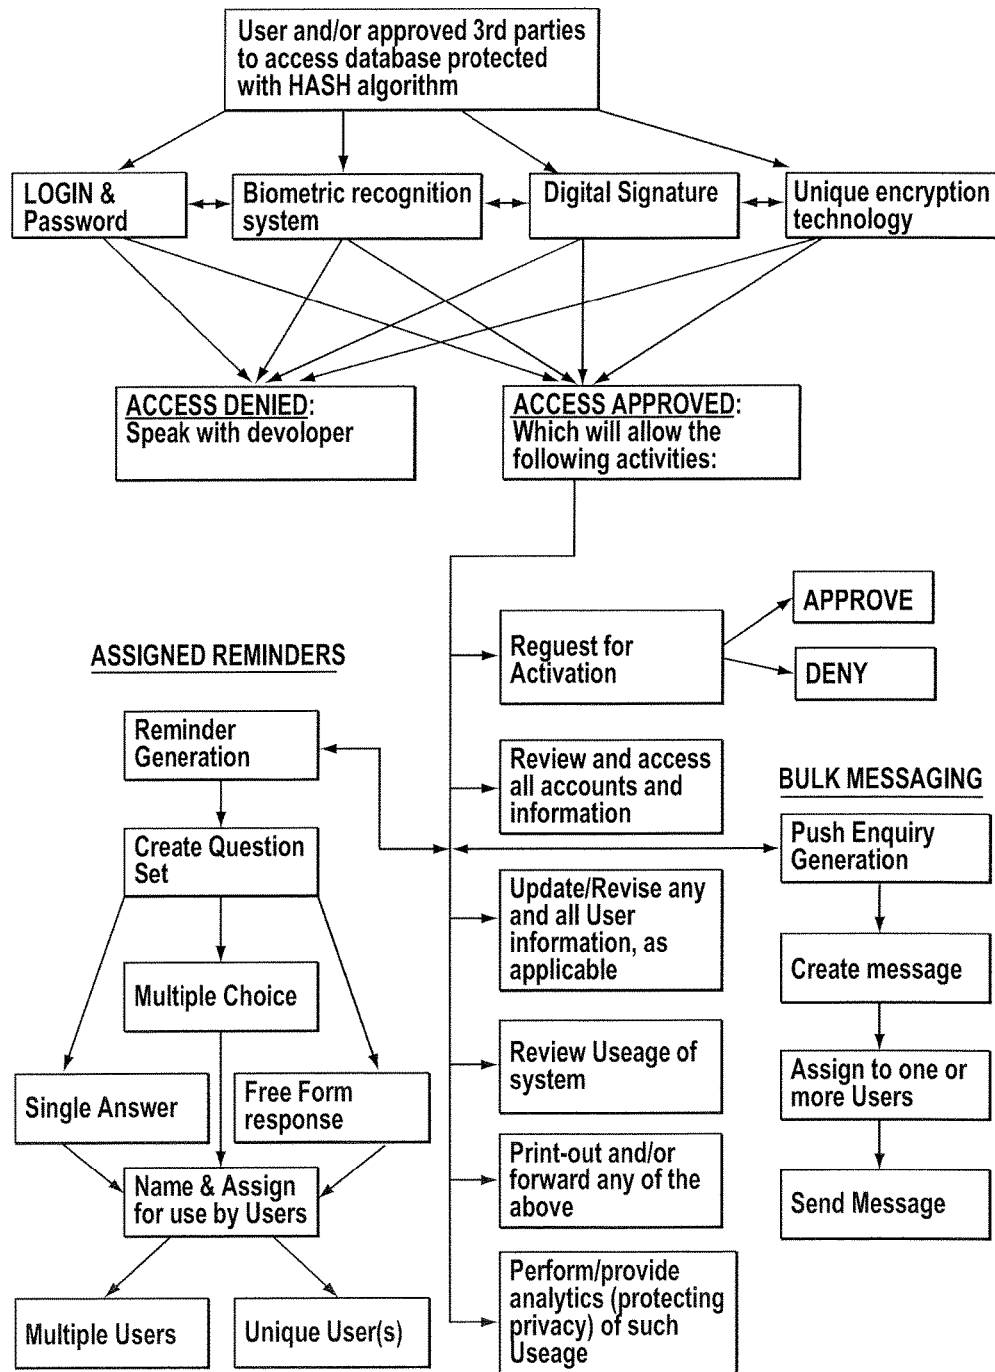 User and/or approved 3rd parties
to access database protected
with HASH algorithm
LOGIN &
Password
Biometric recognition
system
Digital Signature
Unique encryption
technology
ACCESS DENIED:
Speak with devoloper
ACCESS APPROVED:
Which will allow the
following activities:
ASSIGNED REMINDERS
Reminder
Generation
Create Question
Set
Multiple Choice
Single Answer
Free Form
response
Name & Assign
for use by Users
Multiple Users
Unique User(s)
Reguest for
Activation
APPROVE
DENY
Review and access
all accounts and
information
Update/Revise any
and all User
information, as
applicable
Review Useage of
system
Print-out and/or
forward any of the
above
Perform/provide
analytics (protecting
privacy) of such
Useage
BULK MESSAGING
Push Enquiry
Generation
Create message
Assign to one or
more Users
Send Message